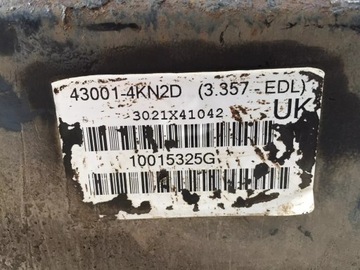 43001-4KN2D (3.357 - EDL)
3021X41042
UK
10015325G